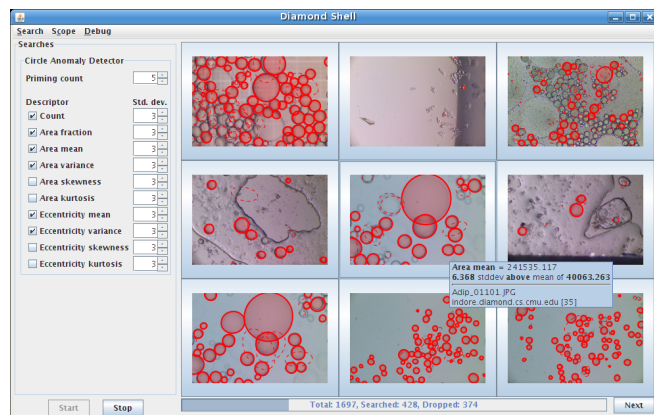 Diamond Shell
Search Scope Debug
Searches
Circle Anomaly Detector
Priming count 5
Descriptor Std. dev.
Count 3
Area fraction 3
Area mean 3
Area variance 3
Area skewness 3
Area kurtosis 3
Eccentricity mean 3
Eccentricity variance 3
Eccentricity skewness 3
Eccentricity kurtosis 3
Area mean = 241535.117
6.368 stddev above mean of 40063.263
Adip_01101.JPG
indore.diamond.cs.cmu.edu [35]
Start Stop Total: 1697, Searched: 428, Dropped: 374 Next